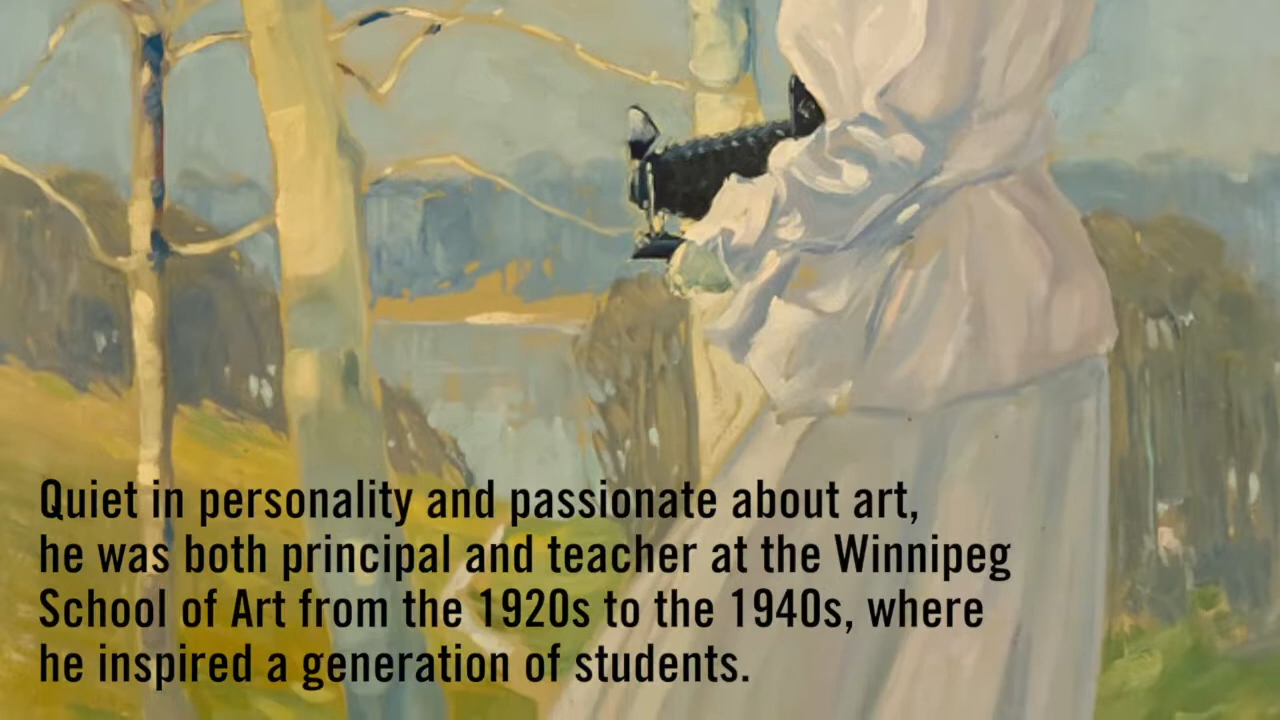 Quiet in personality and passionate about art,
he was both principal and teacher at the Winnipeg
School of Art from the 1920s to the 1940s, where
he inspired a generation of students.